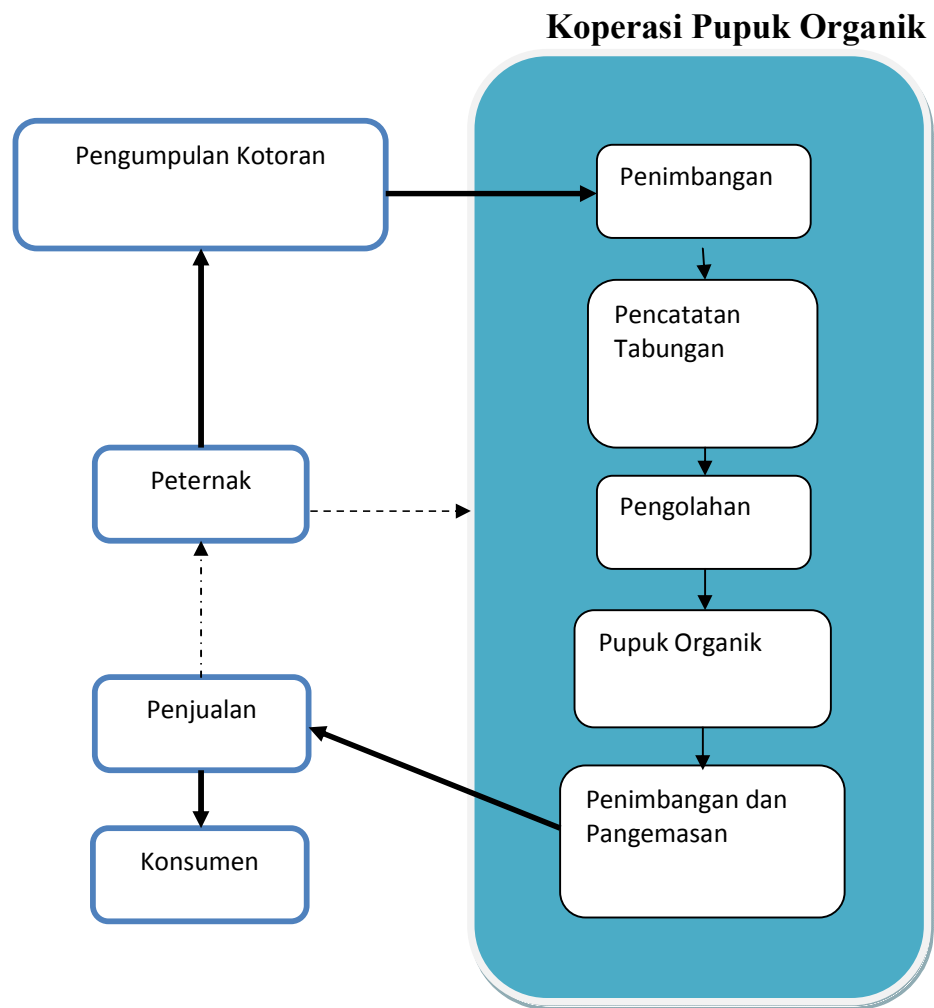 Koperasi Pupuk Organik
Pengumpulan Kotoran
Penimbangan
Pencatatan
Tabungan
Peternak
Pengolahan
Pupuk Organik
Penjualan
Penimbangan dan
Pangemasan
Konsumen